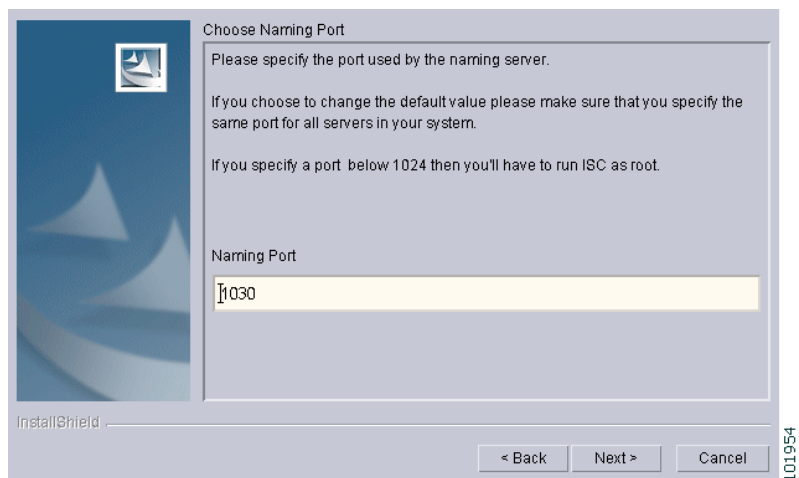 Choose Naming Port
Please specify the port used by the naming server.
If you choose to change the default value please make sure that you specify the
same port for all servers in your system.
If you specify a port below 1024 then you'll have to run ISC as root.
Naming Port
1030
InstallShield
< Back
Next >
Cancel
101954